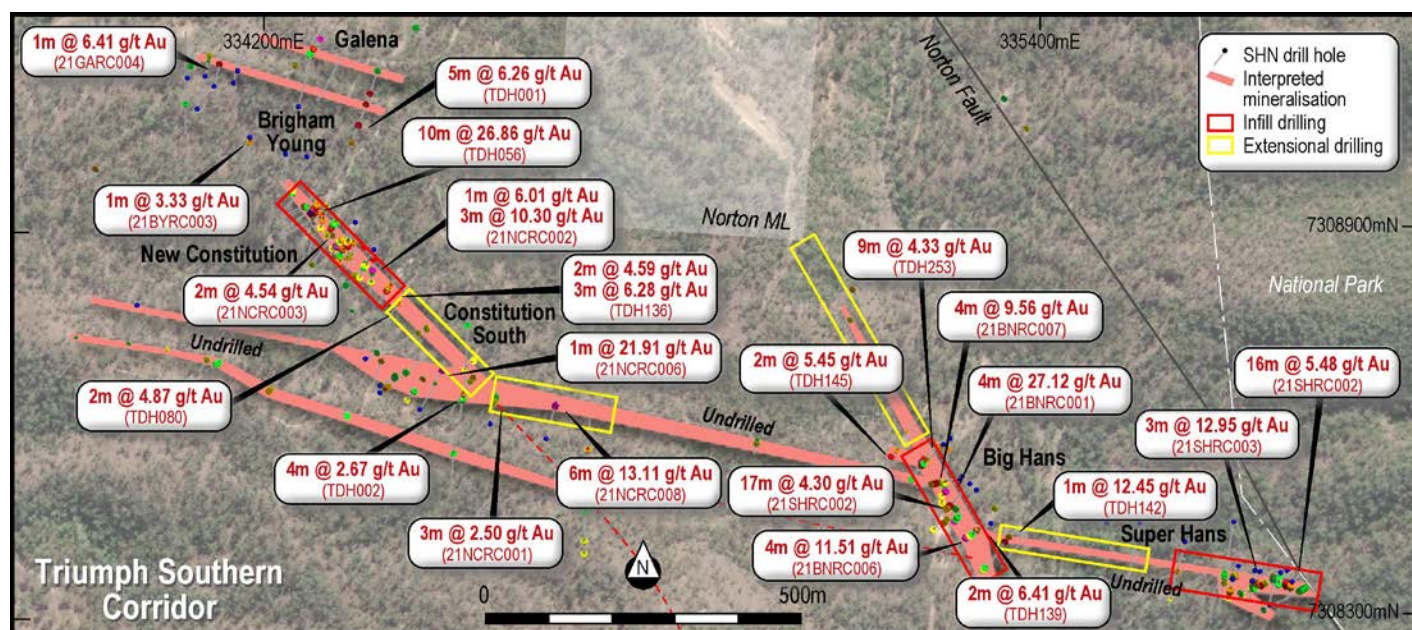 334200mE
Galena
335400mE
1m @ 6.41 g/t Au
(21GARC004)
5m @ 6.26 g/t Au
(TDH001)
Brigham
Young
10m @ 26.86 g/t Au
(TDH056)
1m @ 3.33 g/t Au
(21BYRC003)
1m @ 6.01 g/t Au
3m @ 10.30 g/t Au
(21NCRC002)
Norton Fault
SHN drill hole
Interpreted
mineralisation
Infill drilling
Extensional drilling
Norton ML
7308900mN
New Constitution
2m @ 4.54 g/t Au
(21NCRC003)
2m @ 4.59 g/t Au
3m @ 6.28 g/t Au
(TDH136)
9m @ 4.33 g/t Au
(TDH253)
National Park
Constitution
South
4m @ 9.56 g/t Au
(21BNRC007)
Undrilled
1m @ 21.91 g/t Au
(21NCRC006)
2m @ 5.45 g/t Au
(TDH145)
16m @ 5.48 g/t Au
(21SHRC002)
2m @ 4.87 g/t Au
(TDH080)
4m @ 27.12 g/t Au
(21BNRC001)
Undrilled
3m @ 12.95 g/t Au
(21SHRC003)
4m @ 2.67 g/t Au
(TDH002)
6m @ 13.11 g/t Au
(21NCRC008)
17m @ 4.30 g/t Au
(21SHRC002)
Big Hans
1m @ 12.45 g/t Au
(TDH142)
3m @ 2.50 g/t Au
(21NCRC001)
Super Hans
4m @ 11.51 g/t Au
(21BNRC006)
Undrilled
2m @ 6.41 g/t Au
(TDH139)
Triumph Southern
Corridor
N
0
500m
7308300mN